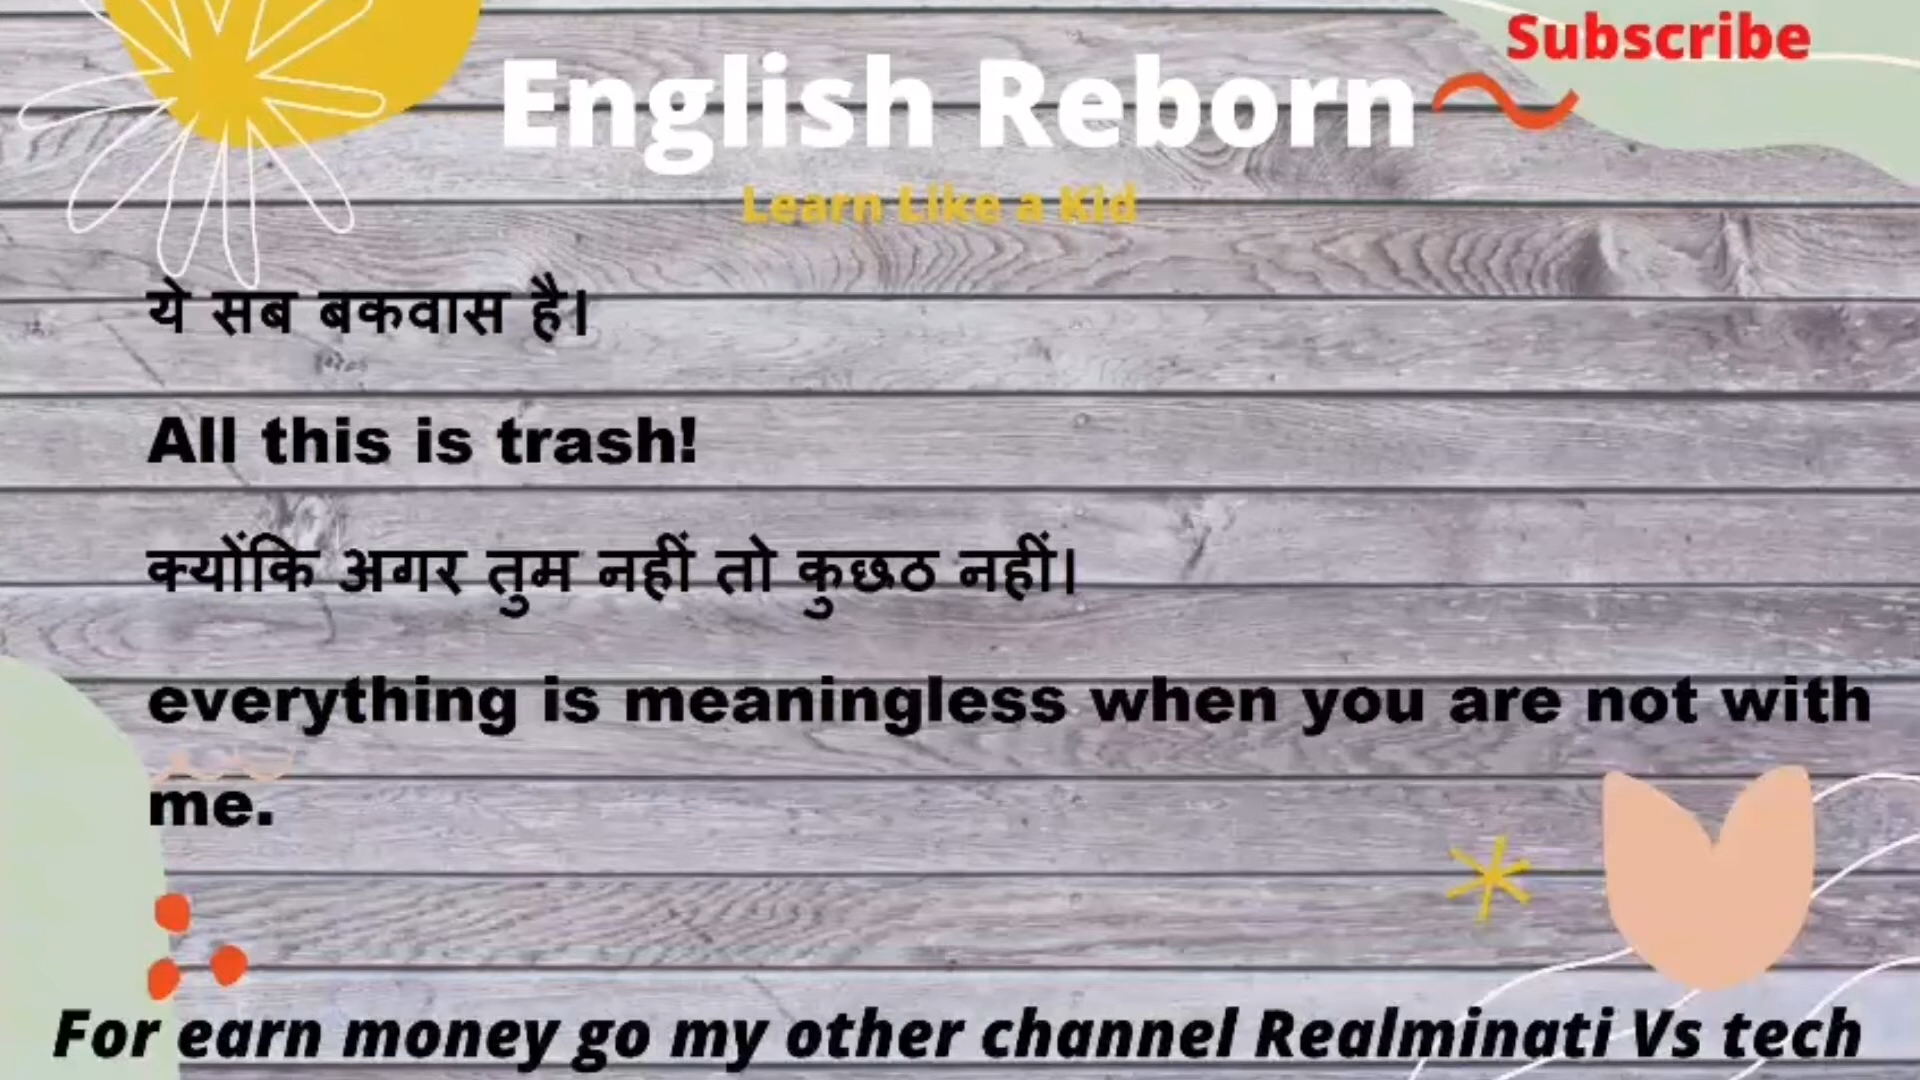 Subscribe
English Reborn
Learn Like a Kid
ये सब बकवास है।
All this is trash!
क्योंकि अगर तुम नहीं तो कुछठ नहीं।
everything is meaningless when you are not with
me.
For earn money go my other channel Realminati Vs tech